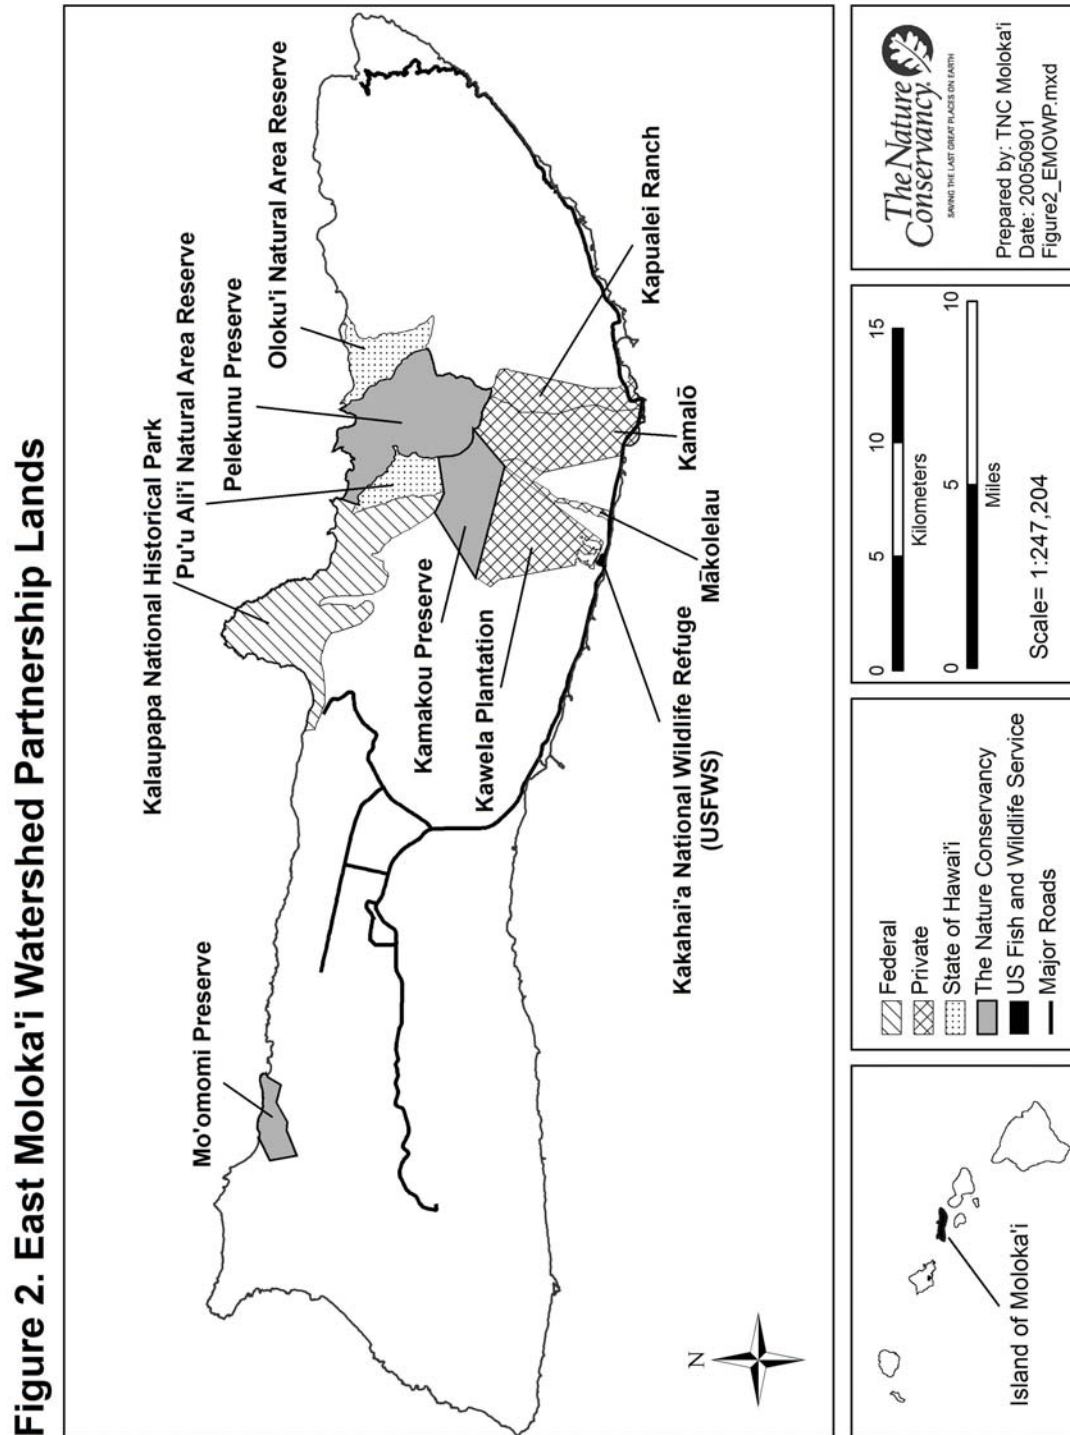 Figure 2. East Moloka'i Watershed Partnership Lands
Mo'omomi Preserve
Kalaupapa National Historical Park
Pu'u Ali'i Natural Area Reserve
Pelekunu Preserve
Oloku'i Natural Area Reserve
Kamakou Preserve
Kawela Plantation
Kakahai'a National Wildlife Refuge
(USFWS)
Mākolelau
Kamalō
Kapualei Ranch
N
Island of Moloka'i
Federal
Private
State of Hawai'i
The Nature Conservancy
US Fish and Wildlife Service
Major Roads
0 5 10 15
Kilometers
0 5 10
Miles
Scale= 1:247,204
The Nature
Conservancy.
SAVING THE LAST GREAT PLACES ON EARTH
Prepared by: TNC Moloka'i
Date: 20050901
Figure2_EMOWP.mxd